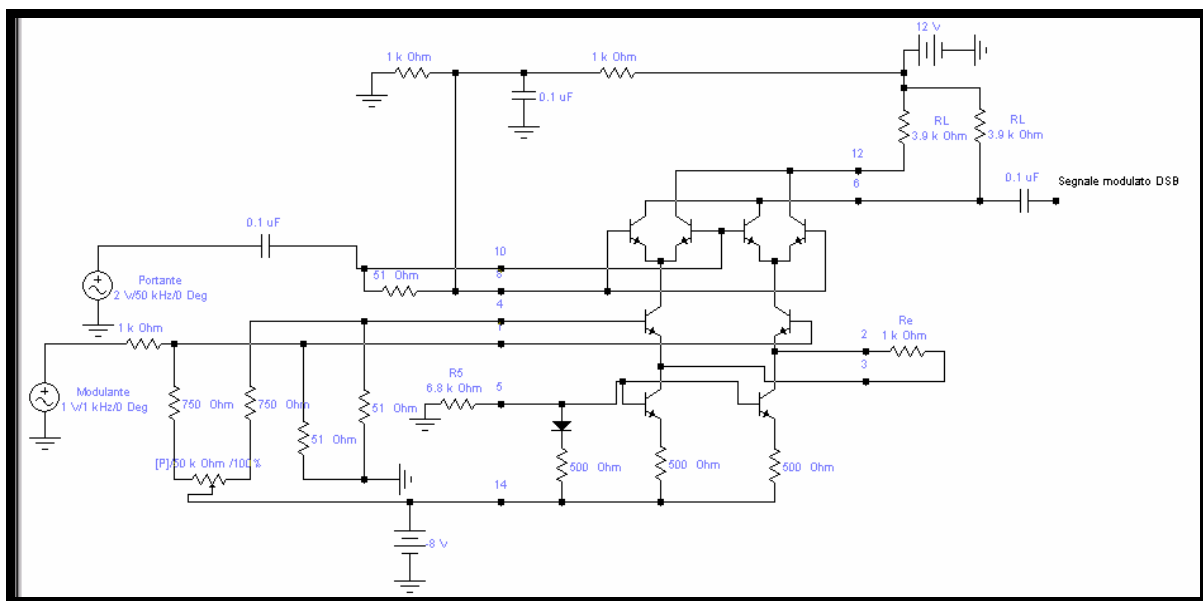 12 V
1 k Ohm
1 k Ohm
0.1 uF
RL
3.9 k Ohm
RL
3.9 k Ohm
12
6
0.1 uF
Segnale modulato DSB
0.1 uF
10
51 Ohm
8
Portante
2 V/50 kHz/0 Deg
4
1 k Ohm
1
Re
1 k Ohm
2
3
R5
6.8 k Ohm
5
Modulante
1 V/1 kHz/0 Deg
750 Ohm
750 Ohm
51 Ohm
51 Ohm
[P]/50 k Ohm /100%
500 Ohm
500 Ohm
500 Ohm
14
-8 V